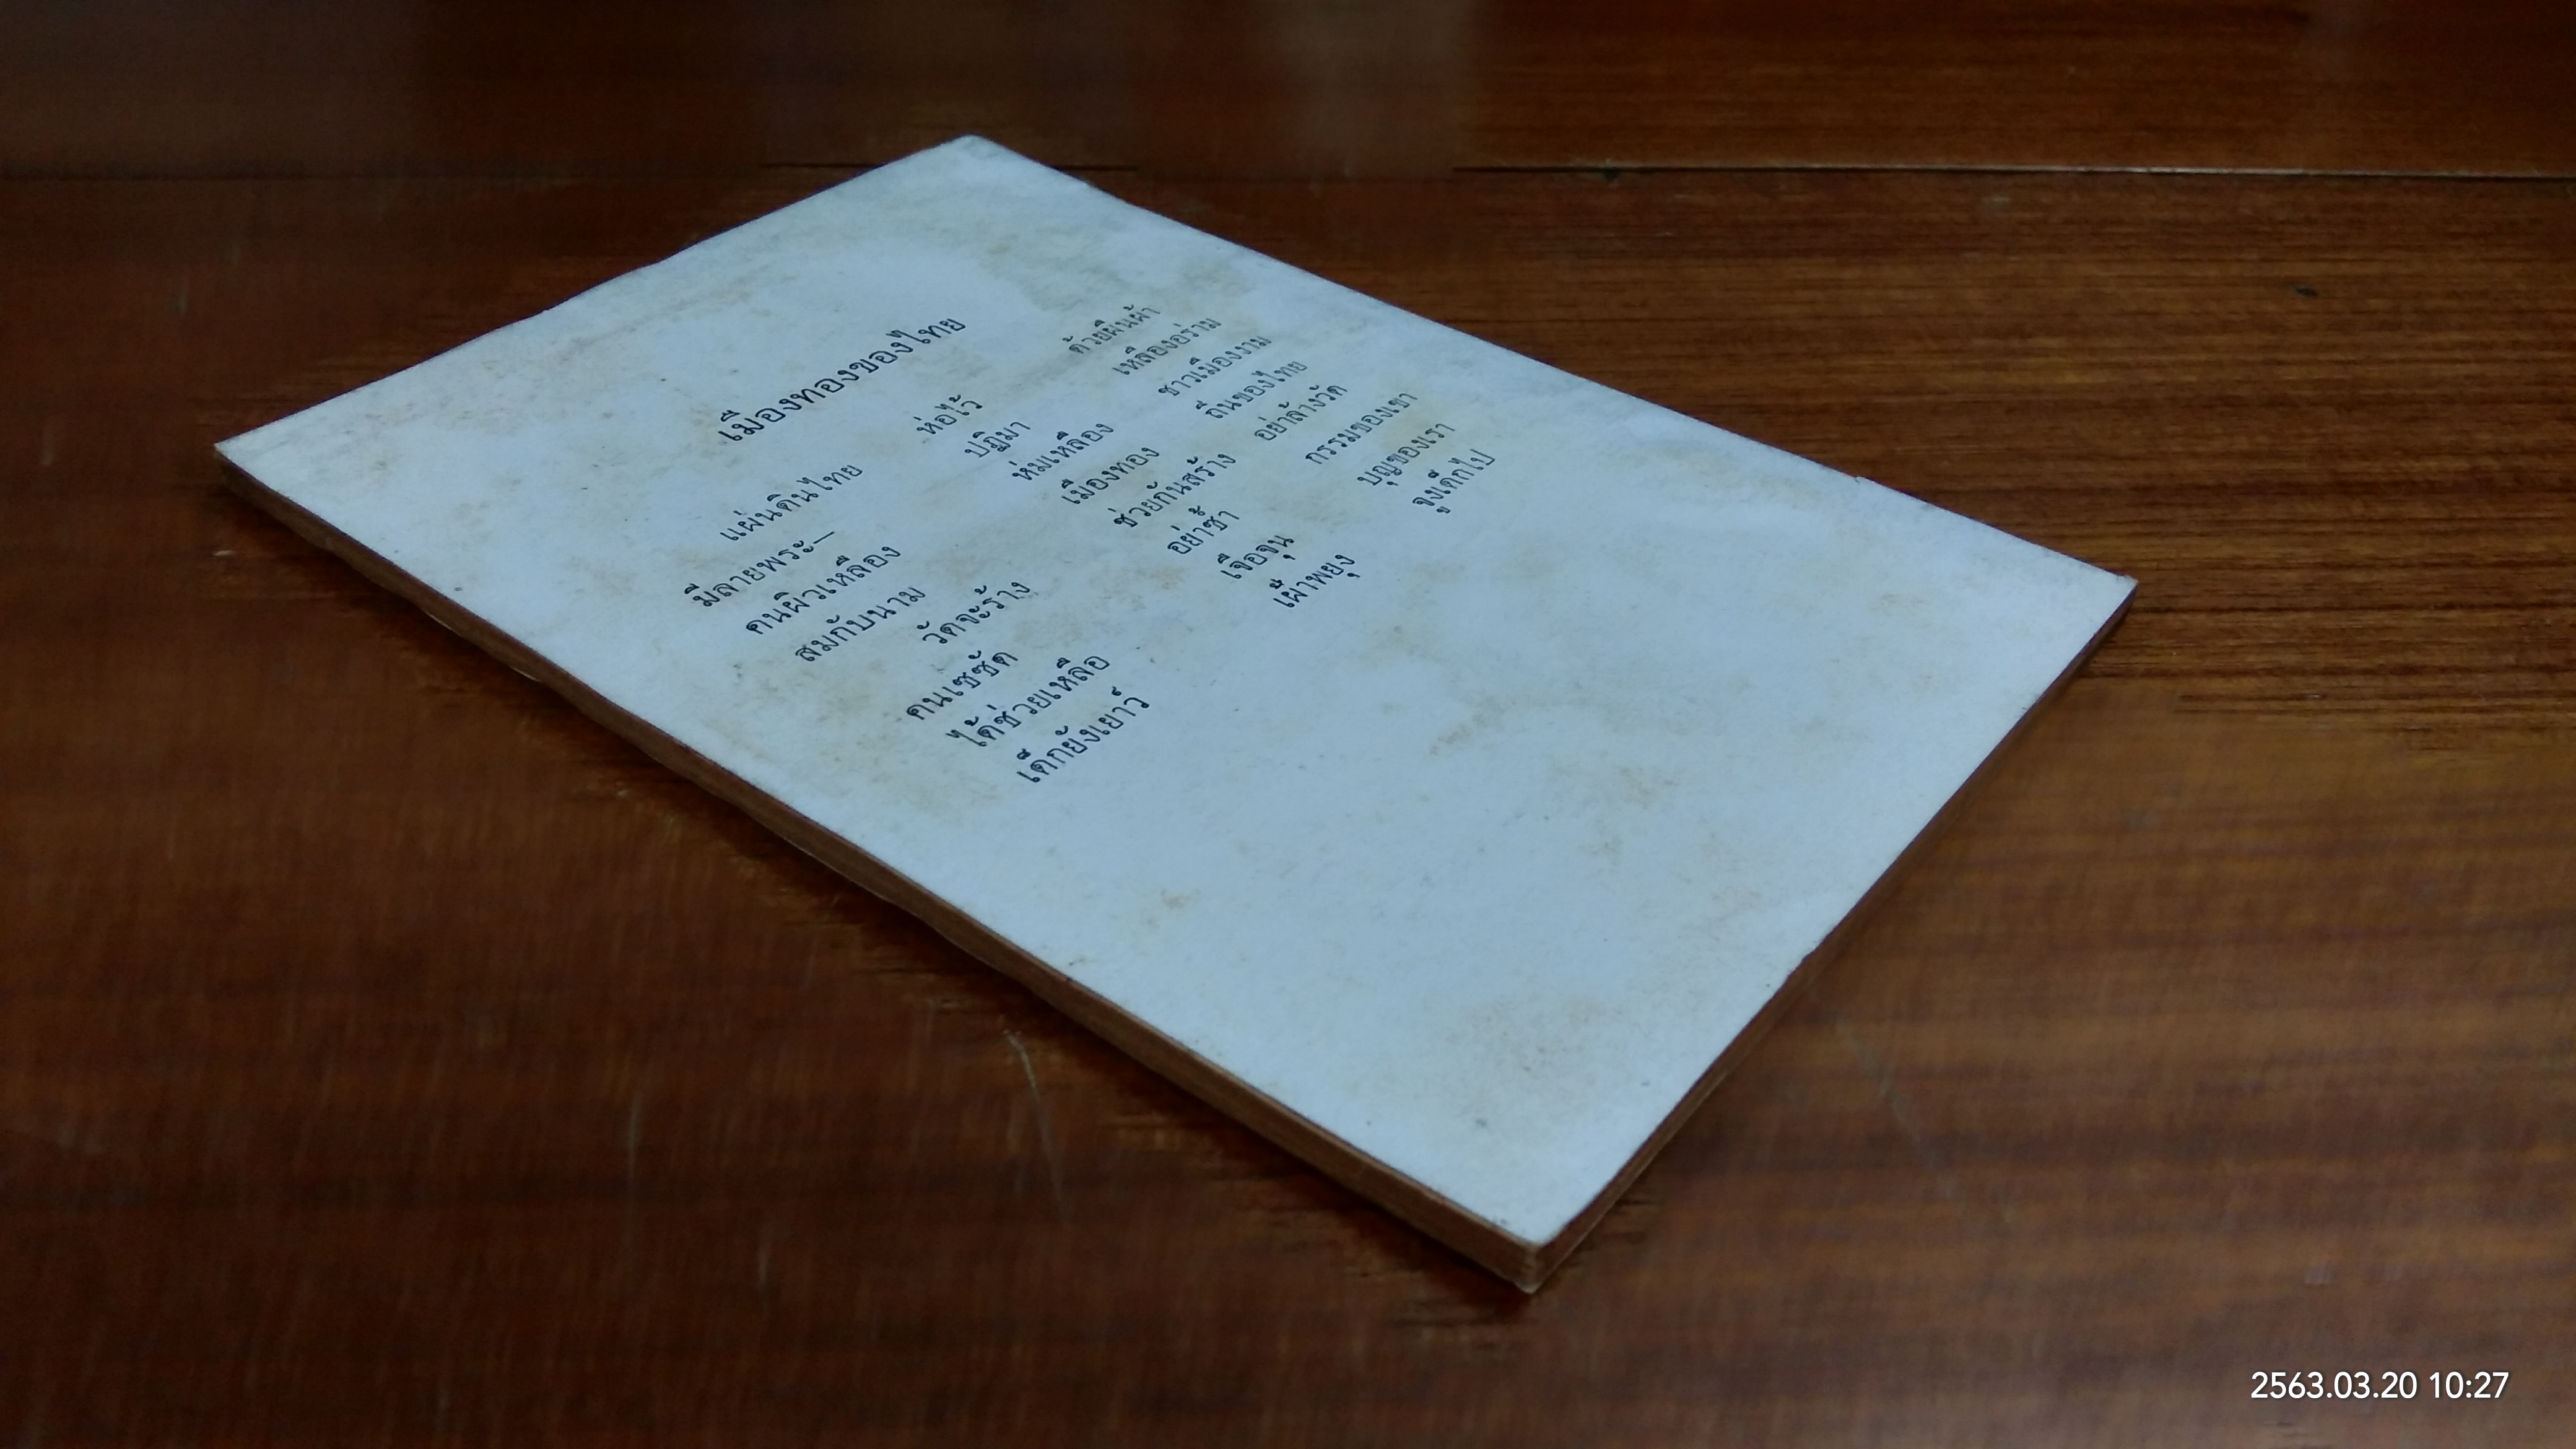 เมืองทองของไทย
แผ่นดินไทย ห่อไว้ ด้วยผืนผ้า
มีลายพระ— ปฏิมา เหลืองอร่าม
คนผิวเหลือง ห่มเหลือง ชาวเมืองงาม
สมกับนาม เมืองทอง ถิ่นของไทย
วัดจะร้าง ช่วยกันสร้าง อย่าล้างวัด
คนเซซัด อย่าซ้ำ กรรมของเขา
ได้ช่วยเหลือ เจือจุน บุญของเรา
เด็กยังเยาว์ เฝ้าพยุง จูงเด็กไป
2563.03.20 10:27